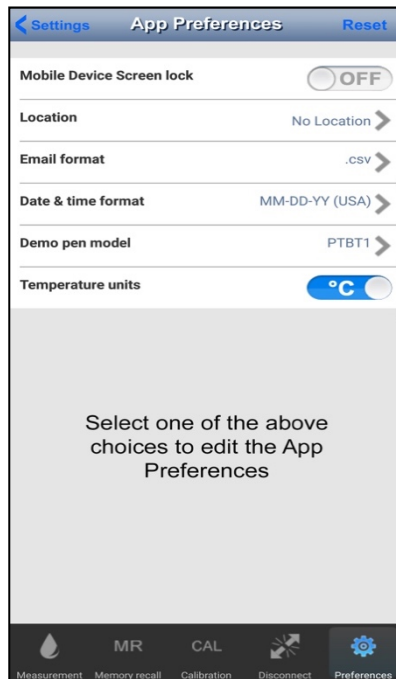 Settings App Preferences Reset
Mobile Device Screen lock OFF
Location No Location
Email format .csv
Date & time format MM-DD-YY (USA)
Demo pen model PTBT1
Temperature units °C
Select one of the above
choices to edit the App
Preferences
MR CAL
Measurement Memory recall Calibration Disconnect Preferences